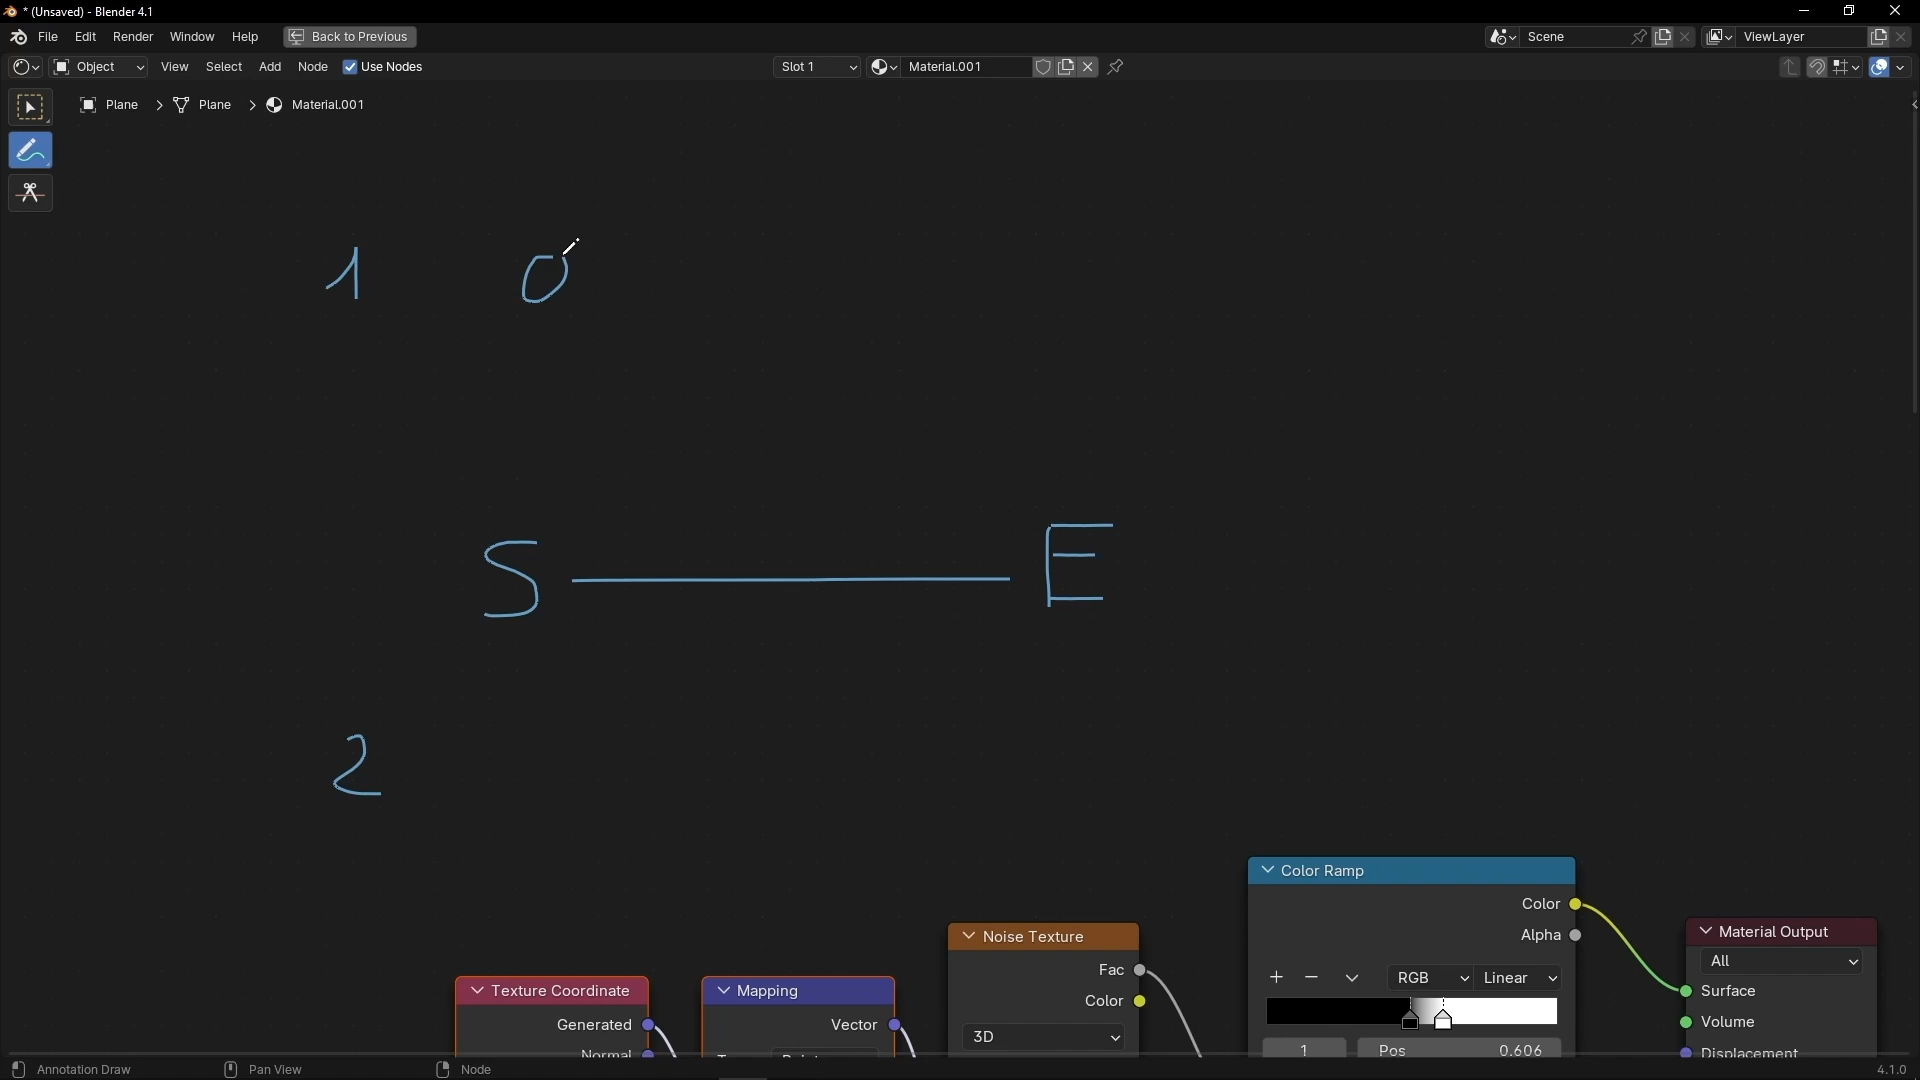 * (Unsaved) - Blender 4.1
File Edit Render Window Help Back to Previous Scene ViewLayer
Object View Select Add Node Use Nodes Slot 1 Material.001
Plane Plane Material.001
1 0
S E
2
Color Ramp
Color
Alpha
RGB Linear
1 Pos 0.606
Material Output
All
Surface
Volume
Displacement
Noise Texture
Fac
Color
3D
Texture Coordinate
Generated
Normal
Mapping
Vector
Annotation Draw Pan View Node 4.1.0